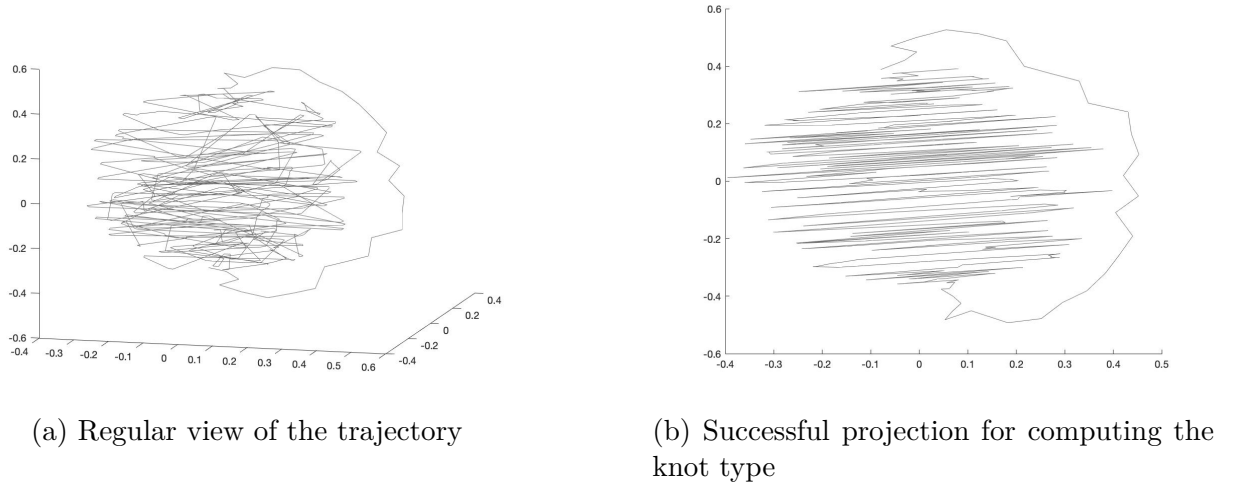 0.6
0.4
0.2
0
-0.2
-0.4
-0.6
-0.4 -0.3 -0.2 -0.1 0 0.1 0.2 0.3 0.4 0.5 0.6
-0.4 -0.2 0 0.2 0.4
(a) Regular view of the trajectory
0.6
0.4
0.2
0
-0.2
-0.4
-0.6
-0.4 -0.3 -0.2 -0.1 0 0.1 0.2 0.3 0.4 0.5
(b) Successful projection for computing the
knot type